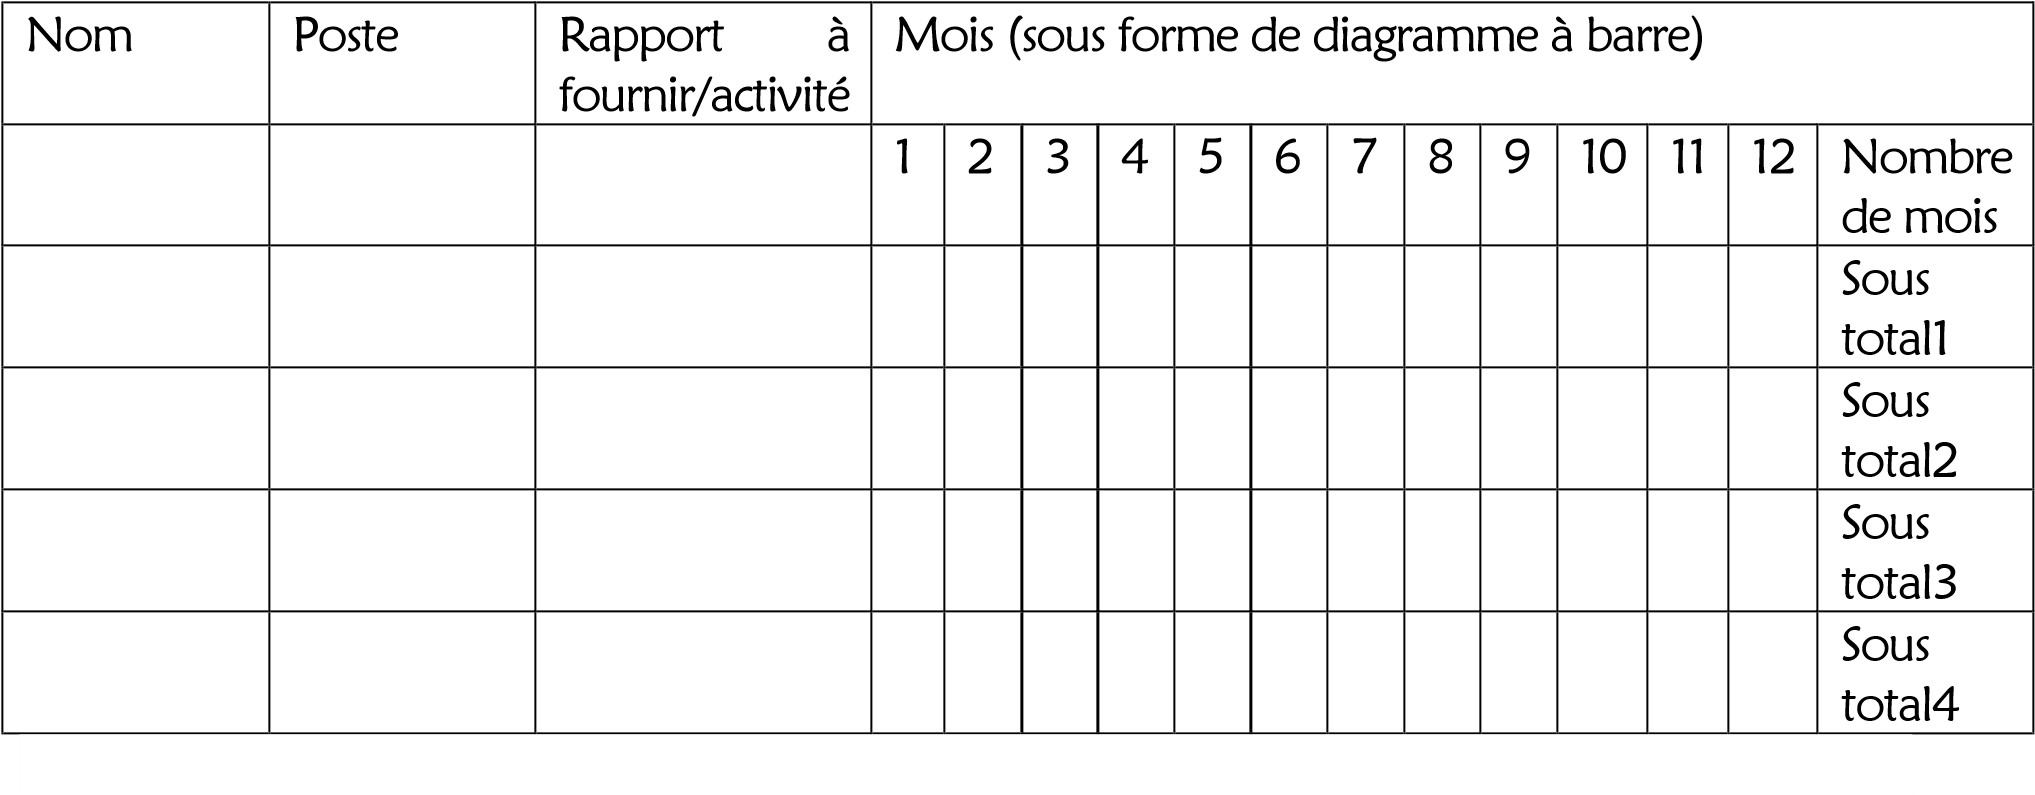 Nom Poste Rapport à Mois (sous forme de diagramme à barre)
fournir/activité
1 2 3 4 5 6 7 8 9 10 11 12 Nombre
de mois
Sous
total1
Sous
total2
Sous
total3
Sous
total4